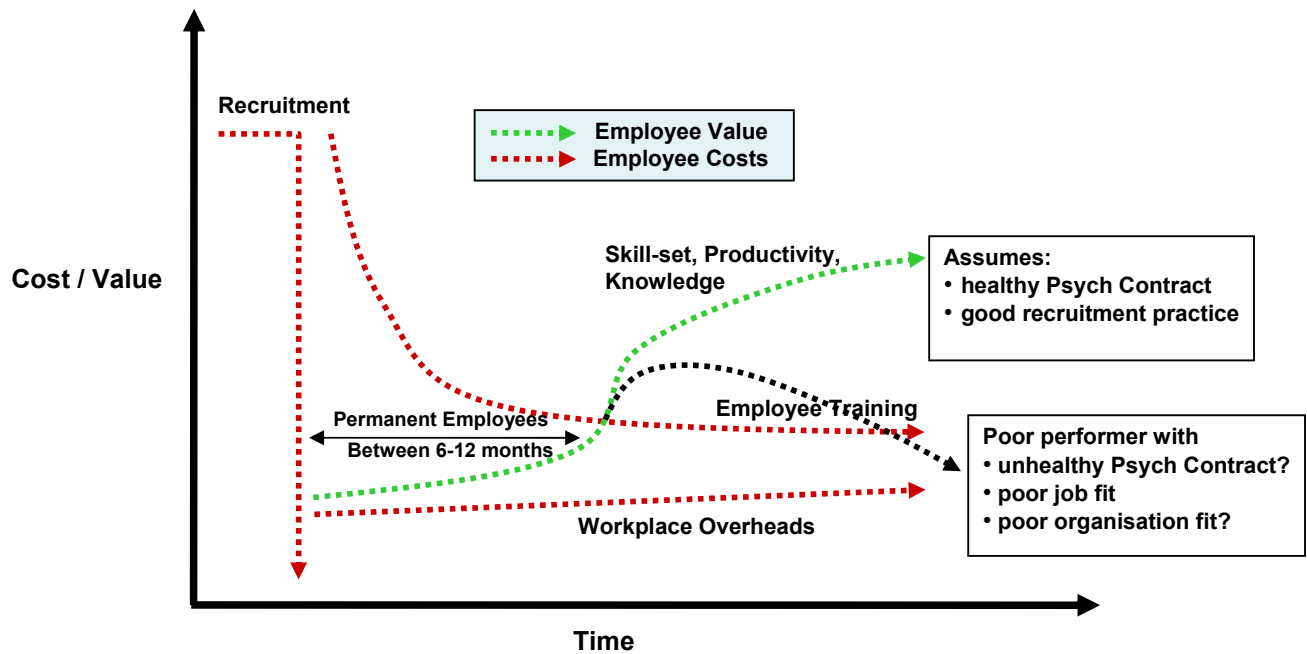 Recruitment
Employee Value
Employee Costs
Skill-set, Productivity,
Knowledge
Assumes:
• healthy Psych Contract
• good recruitment practice
Cost / Value
Permanent Employees
Between 6-12 months
Employee Training
Poor performer with
• unhealthy Psych Contract?
• poor job fit
• poor organisation fit?
Workplace Overheads
Time